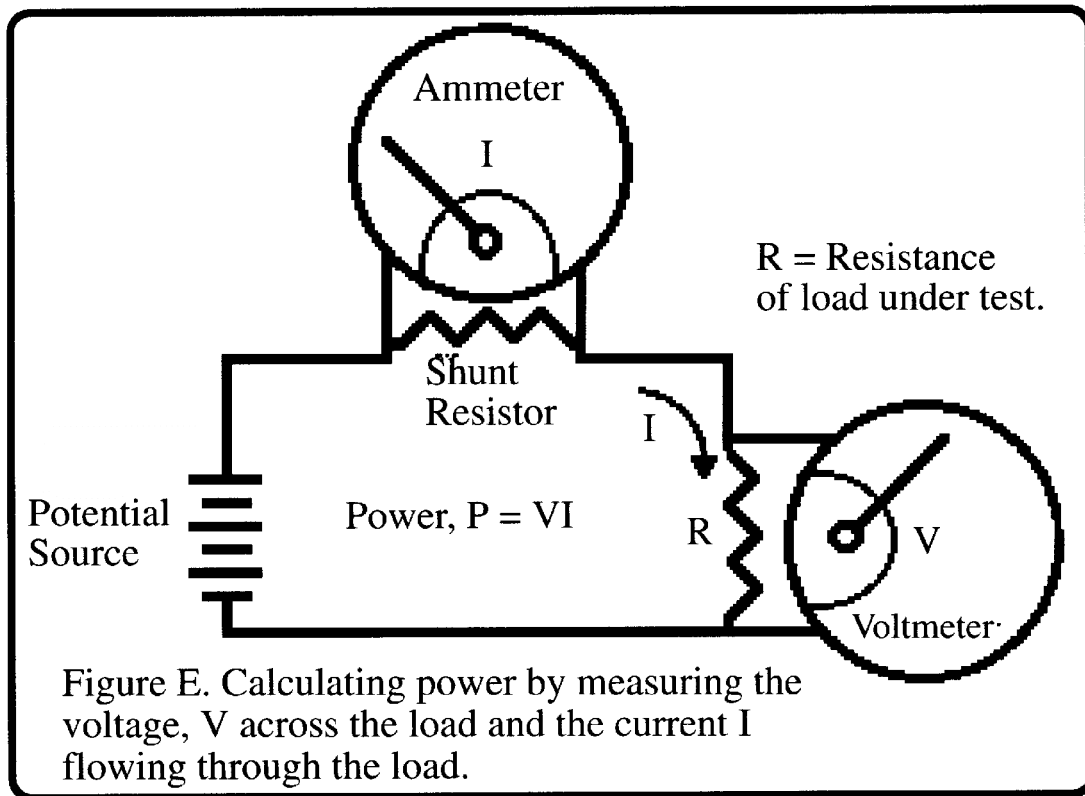 Ammeter
I
R = Resistance
of load under test.
Shunt
Resistor
I
Potential
Source
Power, P = VI
R
V
Voltmeter
Figure E. Calculating power by measuring the
voltage, V across the load and the current I
flowing through the load.